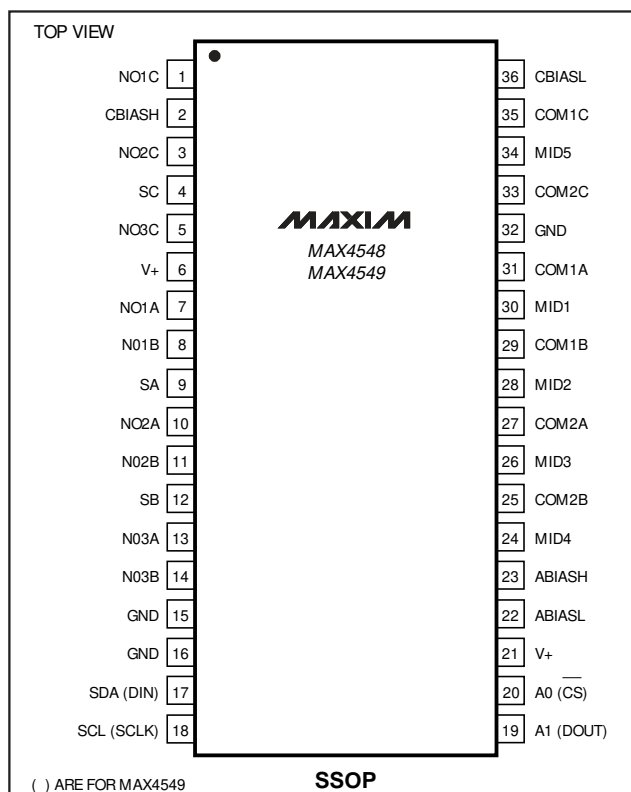 TOP VIEW
NO1C 1 36 CBIASL
CBIASH 2 35 COM1C
NO2C 3 34 MID5
SC 4 33 COM2C
NO3C 5 32 GND
MAXIM
MAX4548
MAX4549
V+ 6 31 COM1A
NO1A 7 30 MID1
N01B 8 29 COM1B
SA 9 28 MID2
NO2A 10 27 COM2A
N02B 11 26 MID3
SB 12 25 COM2B
N03A 13 24 MID4
N03B 14 23 ABIASH
GND 15 22 ABIASL
GND 16 21 V+
SDA (DIN) 17 20 A0 (C̅S̅)
SCL (SCLK) 18 19 A1 (DOUT)
( ) ARE FOR MAX4549 SSOP